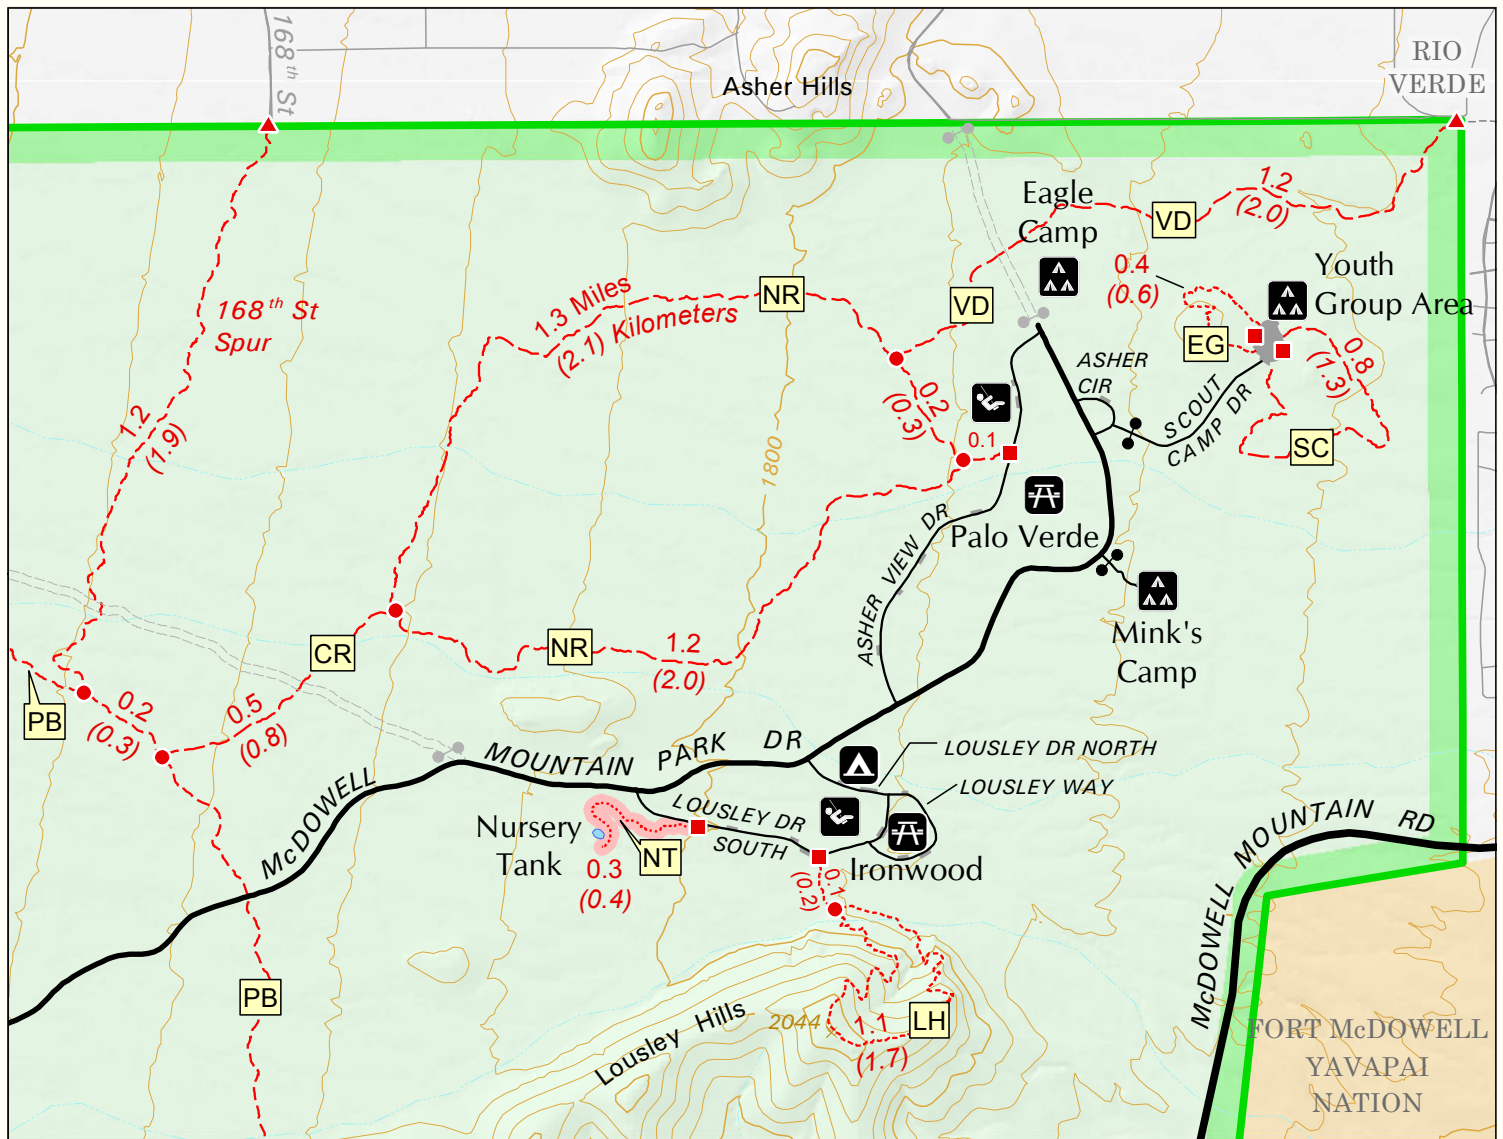 168th St
Asher Hills
RIO
VERDE
Eagle
Camp
1.2
(2.0)
VD
Youth
Group Area
0.4
(0.6)
168th St
Spur
1.3 Miles
(2.1) Kilometers
NR
VD
EG
0.8
(1.3)
ASHER
CIR
SCOUT
CAMP DR
SC
0.2
(0.3)
0.1
1.2
(1.9)
1800
ASHER VIEW DR
Palo Verde
Mink's
Camp
CR
NR
1.2
(2.0)
PB
0.2
(0.3)
0.5
(0.8)
McDOWELL MOUNTAIN PARK DR
LOUSLEY DR NORTH
LOUSLEY WAY
LOUSLEY DR
SOUTH
Nursery
Tank
NT
0.3
(0.4)
Ironwood
0.1
(0.2)
McDOWELL MOUNTAIN RD
PB
Lousley Hills
2044
LH
1.1
(1.7)
FORT McDOWELL
YAVAPAI
NATION